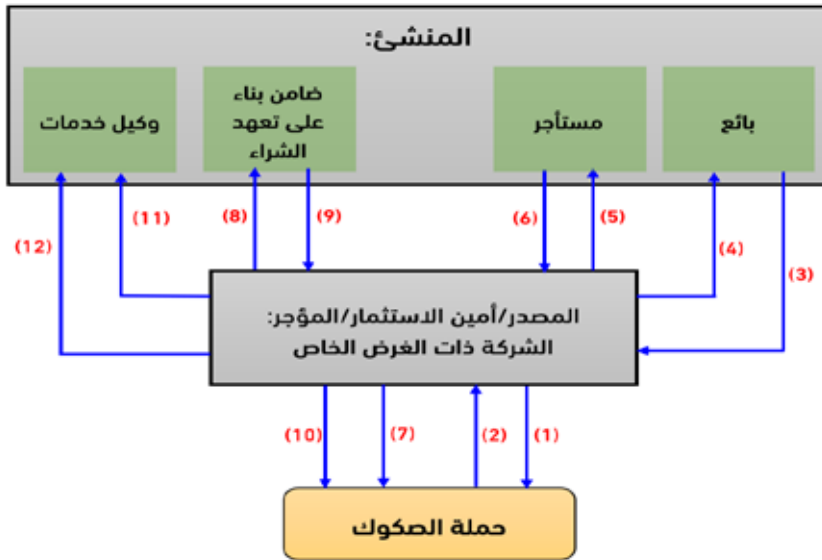 المنشئ:
بائع
مستأجر
ضامن بناء
على تعهد
الشراء
وكيل خدمات
(3)
(4)
(5)
(6)
(9)
(8)
(11)
(12)
المصدر/أمين الاستثمار/المؤجر:
الشركة ذات الغرض الخاص
(1)
(2)
(7)
(10)
حملة الصكوك